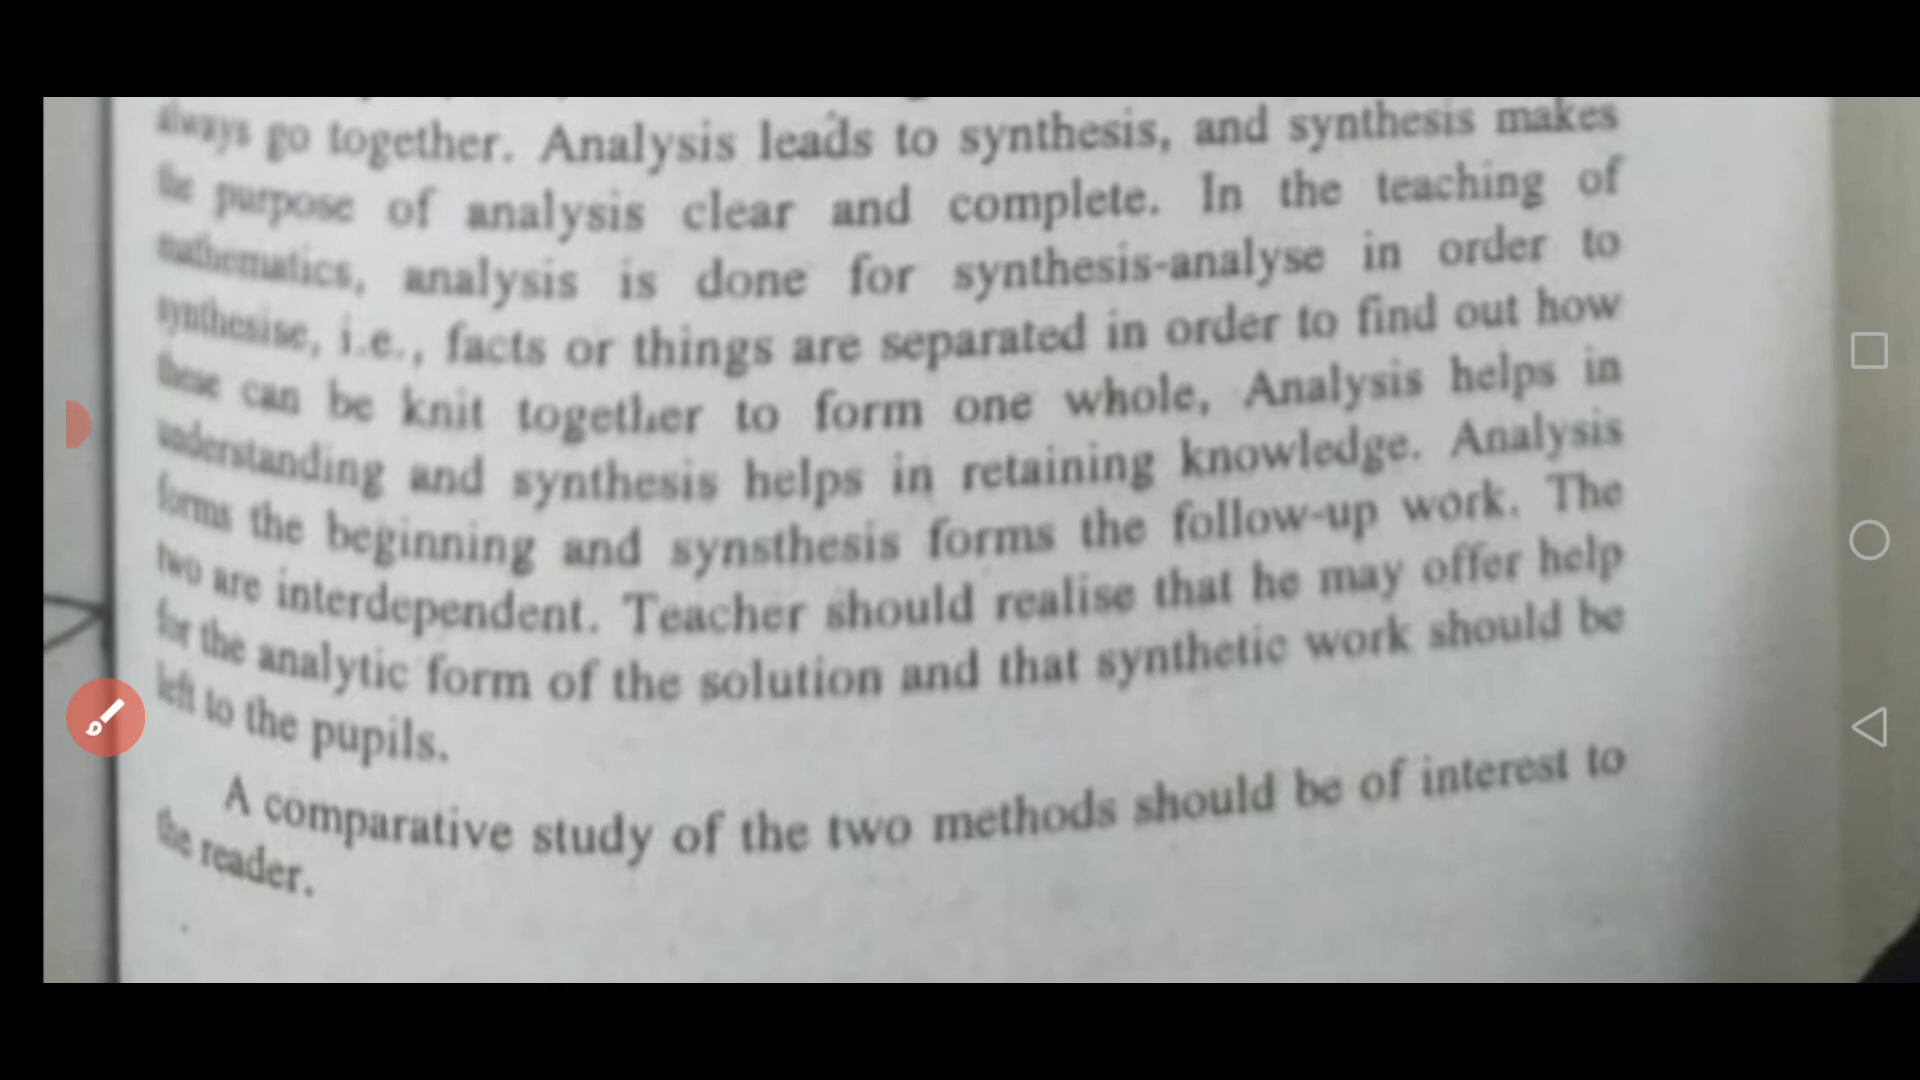 always go together. Analysis leads to synthesis, and synthesis makes
the purpose of analysis clear and complete. In the teaching of
mathematics, analysis is done for synthesis-analyse in order to
synthesise, i.e., facts or things are separated in order to find out how
these can be knit together to form one whole, Analysis helps in
understanding and synthesis helps in retaining knowledge. Analysis
forms the beginning and synsthesis forms the follow-up work. The
two are interdependent. Teacher should realise that he may offer help
for the analytic form of the solution and that synthetic work should be
left to the pupils.
A comparative study of the two methods should be of interest to
the reader.